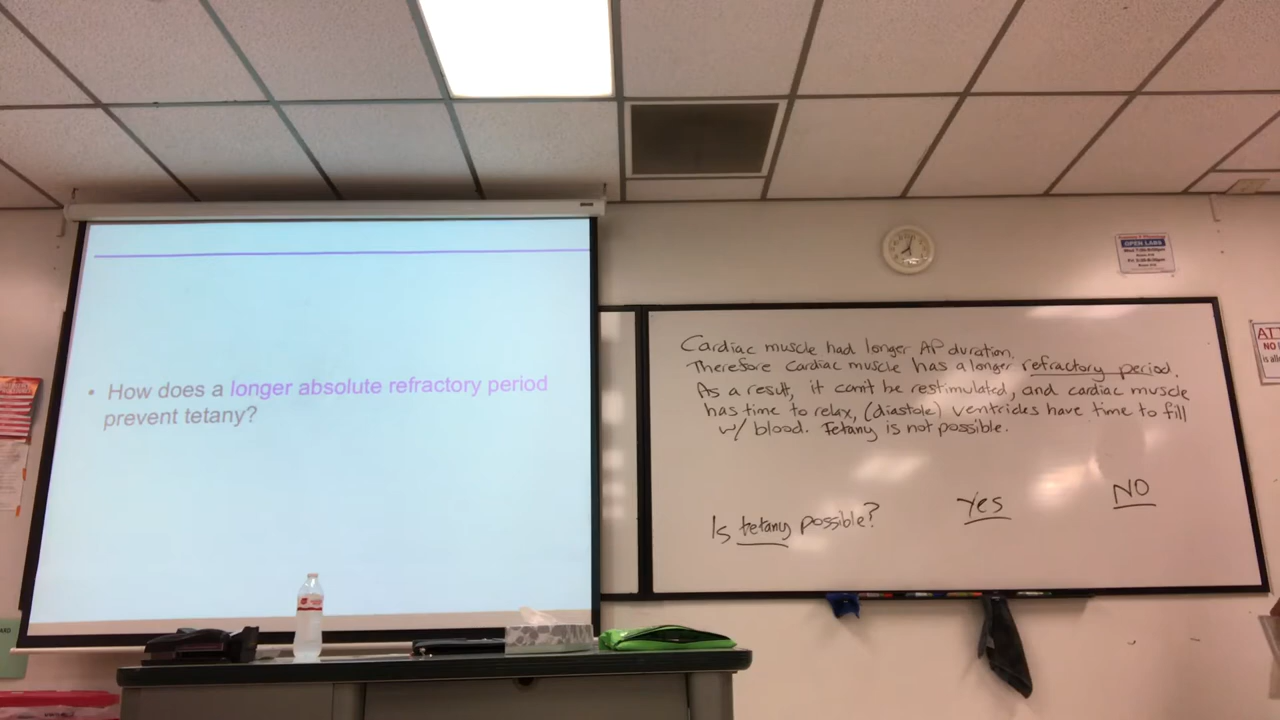 • How does a longer absolute refractory period
prevent tetany?
OPEN LABS
Cardiac muscle had longer AP duration.
Therefore cardiac muscle has a longer refractory period.
As a result, it can't be restimulated, and cardiac muscle
has time to relax, (diastole) ventricles have time to fill
w/ blood. Tetany is not possible.
Is tetany possible?
Yes
NO